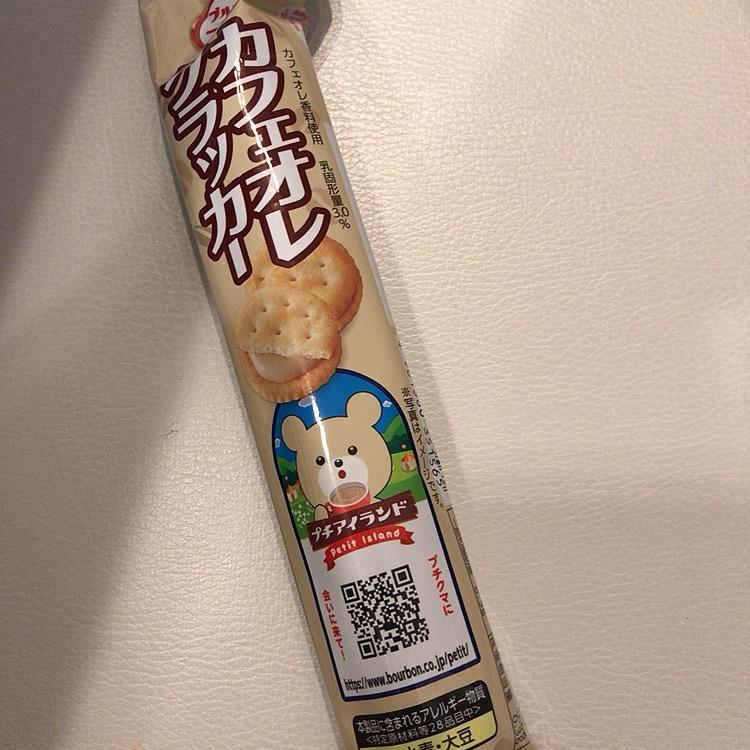 カフェオレ
クラッカー
カフェオレ香料使用
乳固形量3.0%
※写真はイメージです。
プチアイランド
Petit Island
プチクマに
会いに来て!
https://www.bourbon.co.jp/petit/
本製品に含まれるアレルギー物質
<特定原材料等28品目中>
小麦・大豆